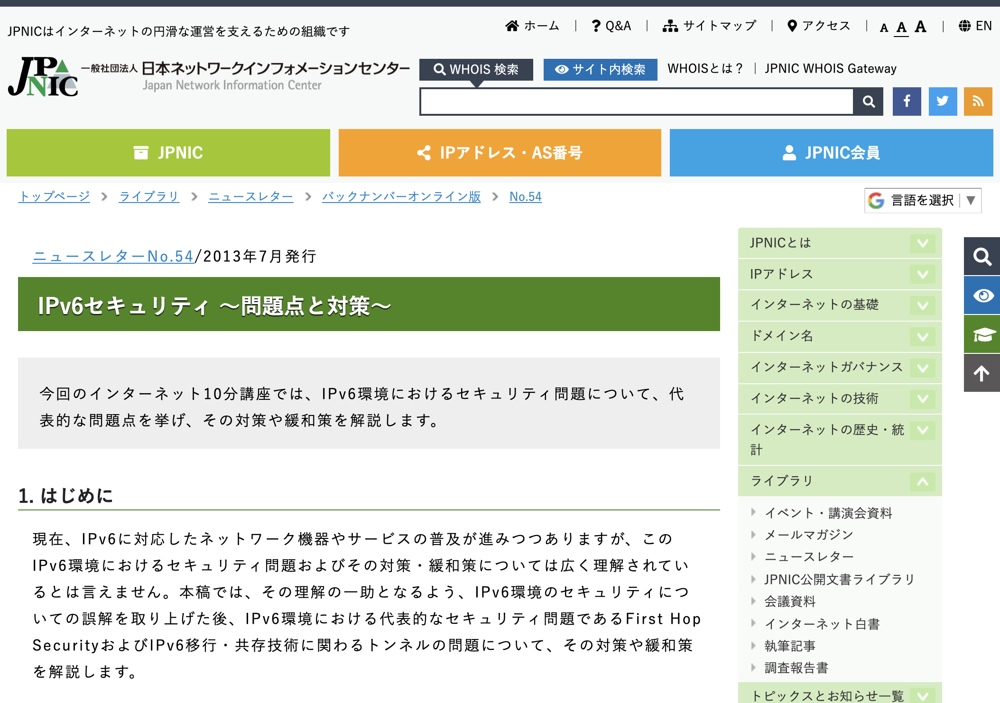 JPNICはインターネットの円滑な運営を支えるための組織です
ホーム | Q&A | サイトマップ | アクセス | A A A | EN
JPNIC 一般社団法人 日本ネットワークインフォメーションセンター
Japan Network Information Center
WHOIS 検索 サイト内検索 WHOISとは？ | JPNIC WHOIS Gateway
JPNIC
IPアドレス・AS番号
JPNIC会員
トップページ ライブラリ ニュースレター バックナンバーオンライン版 No.54
言語を選択 ▼
ニュースレターNo.54/2013年7月発行
IPv6セキュリティ ～問題点と対策～
今回のインターネット10分講座では、IPv6環境におけるセキュリティ問題について、代
表的な問題点を挙げ、その対策や緩和策を解説します。
1. はじめに
現在、IPv6に対応したネットワーク機器やサービスの普及が進みつつありますが、この
IPv6環境におけるセキュリティ問題およびその対策・緩和策については広く理解されてい
るとは言えません。本稿では、その理解の一助となるよう、IPv6環境のセキュリティにつ
いての誤解を取り上げた後、IPv6環境における代表的なセキュリティ問題であるFirst Hop
SecurityおよびIPv6移行・共存技術に関わるトンネルの問題について、その対策や緩和策
を解説します。
JPNICとは
IPアドレス
インターネットの基礎
ドメイン名
インターネットガバナンス
インターネットの技術
インターネットの歴史・統
計
ライブラリ
イベント・講演会資料
メールマガジン
ニュースレター
JPNIC公開文書ライブラリ
会議資料
インターネット白書
執筆記事
調査報告書
トピックスとお知らせ一覧